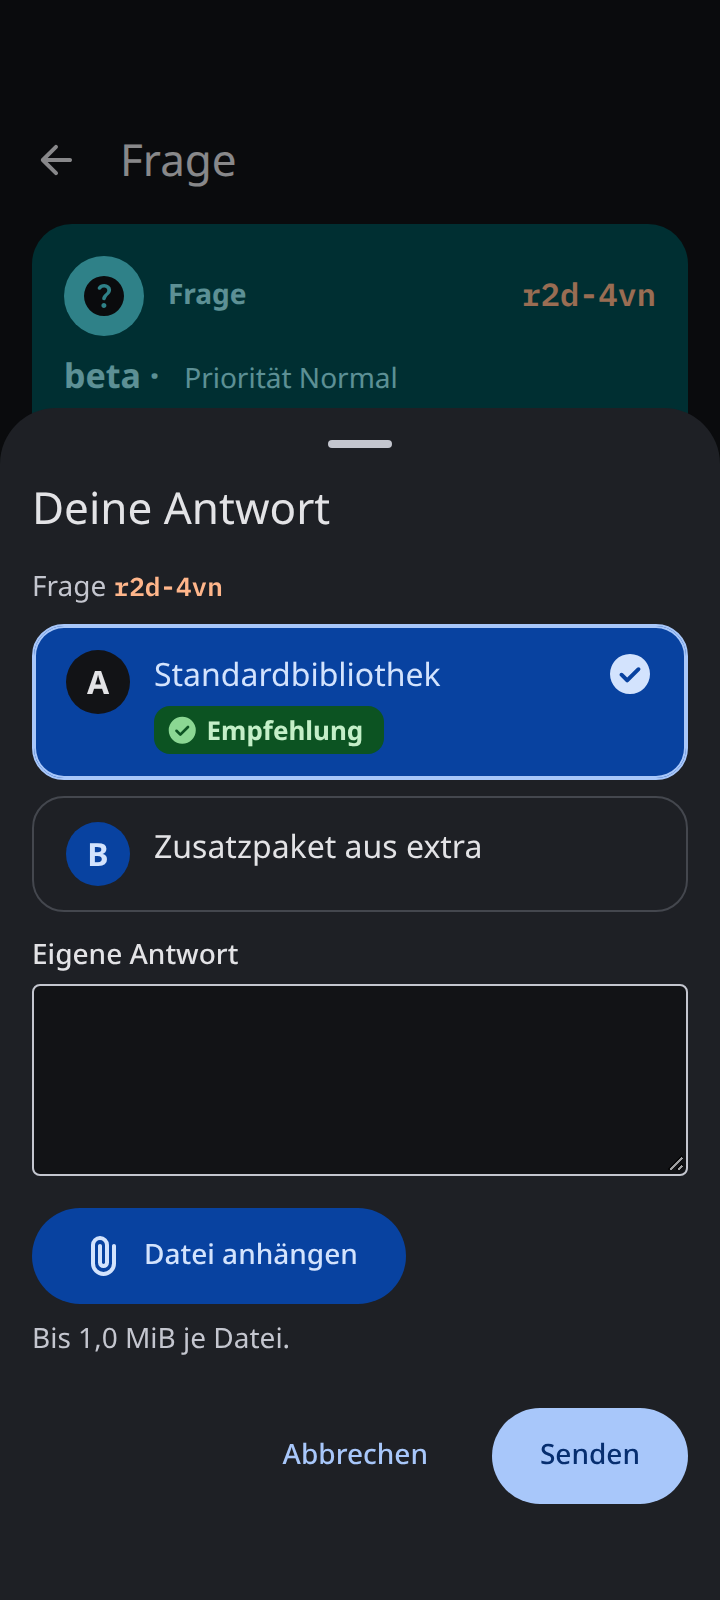 Frage
Frage r2d-4vn
beta · Priorität Normal
Deine Antwort
Frage r2d-4vn
A Standardbibliothek
Empfehlung
B Zusatzpaket aus extra
Eigene Antwort
Datei anhängen
Bis 1,0 MiB je Datei.
Abbrechen Senden